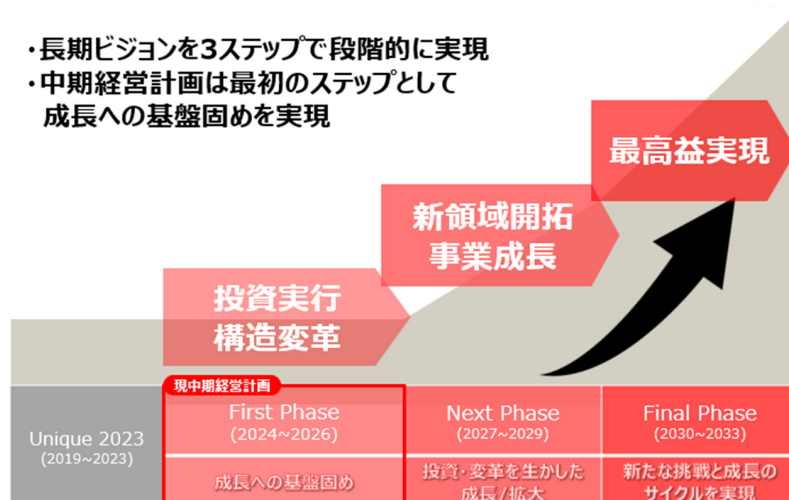 ・長期ビジョンを3ステップで段階的に実現
・中期経営計画は最初のステップとして
成長への基盤固めを実現
最高益実現
新領域開拓
事業成長
投資実行
構造変革
現中期経営計画
Unique 2023
(2019~2023)
First Phase
(2024~2026)
成長への基盤固め
Next Phase
(2027~2029)
投資・変革を生かした
成長/拡大
Final Phase
(2030~2033)
新たな挑戦と成長の
サイクルを実現